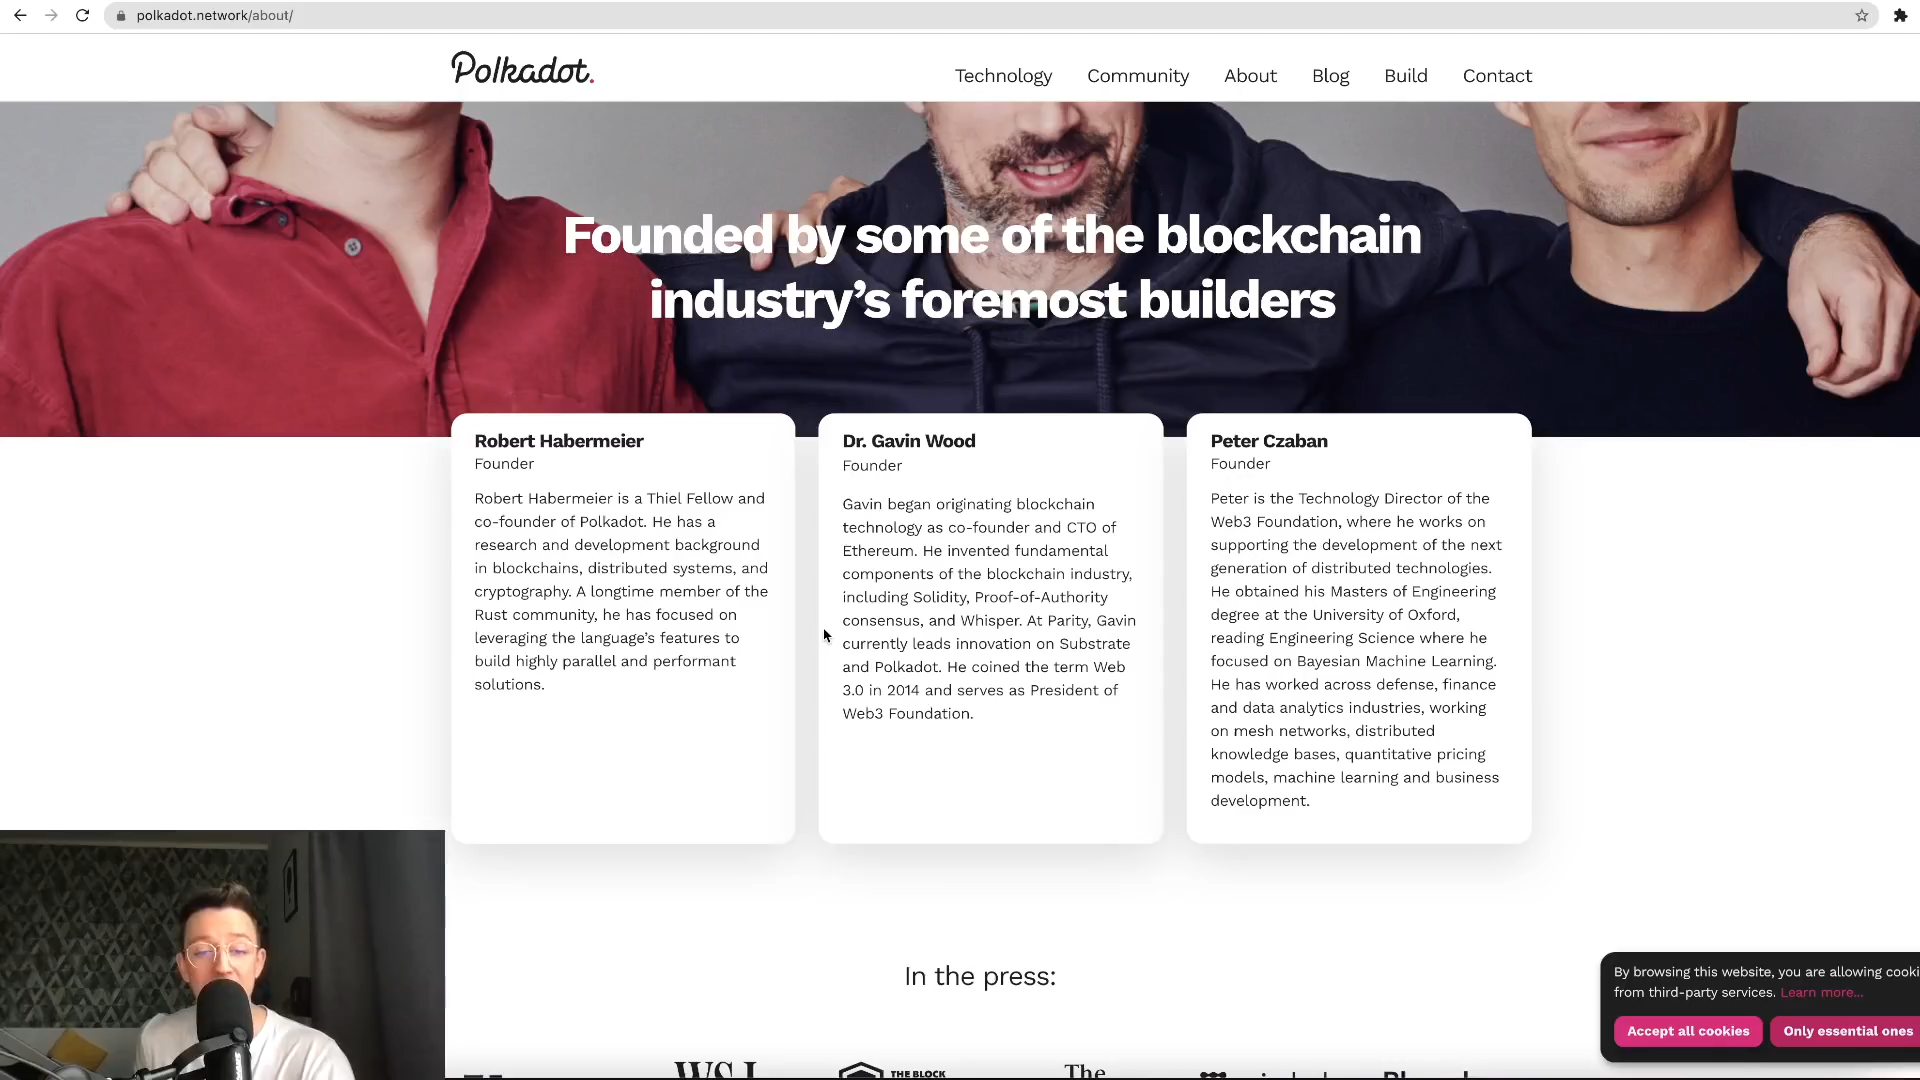 polkadot.network/about/
Polkadot.
Technology Community About Blog Build Contact
Founded by some of the blockchain
industry’s foremost builders
Robert Habermeier
Founder
Robert Habermeier is a Thiel Fellow and
co-founder of Polkadot. He has a
research and development background
in blockchains, distributed systems, and
cryptography. A longtime member of the
Rust community, he has focused on
leveraging the language’s features to
build highly parallel and performant
solutions.
Dr. Gavin Wood
Founder
Gavin began originating blockchain
technology as co-founder and CTO of
Ethereum. He invented fundamental
components of the blockchain industry,
including Solidity, Proof-of-Authority
consensus, and Whisper. At Parity, Gavin
currently leads innovation on Substrate
and Polkadot. He coined the term Web
3.0 in 2014 and serves as President of
Web3 Foundation.
Peter Czaban
Founder
Peter is the Technology Director of the
Web3 Foundation, where he works on
supporting the development of the next
generation of distributed technologies.
He obtained his Masters of Engineering
degree at the University of Oxford,
reading Engineering Science where he
focused on Bayesian Machine Learning.
He has worked across defense, finance
and data analytics industries, working
on mesh networks, distributed
knowledge bases, quantitative pricing
models, machine learning and business
development.
In the press:
By browsing this website, you are allowing cooki
from third-party services. Learn more...
Accept all cookies
Only essential ones
WSJ
THE BLOCK
The